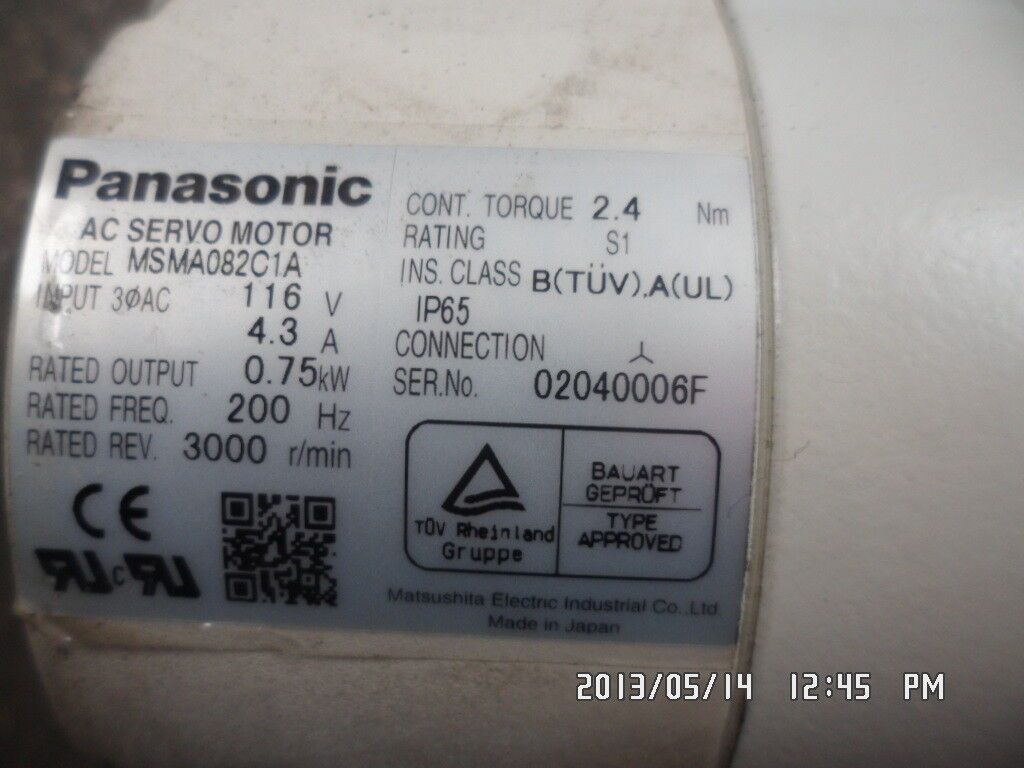 Panasonic
AC SERVO MOTOR
MODEL MSMA082C1A
INPUT 3ØAC 116 V
4.3 A
RATED OUTPUT 0.75kW
RATED FREQ. 200 Hz
RATED REV. 3000 r/min
CE
RU c RU
CONT. TORQUE 2.4 Nm
RATING S1
INS. CLASS B(TÜV),A(UL)
IP65
CONNECTION
SER.No. 02040006F
TÜV Rheinland
Gruppe
BAUART
GEPRÜFT
TYPE
APPROVED
Matsushita Electric Industrial Co.,Ltd
Made in Japan
2013/05/14 12:45 PM